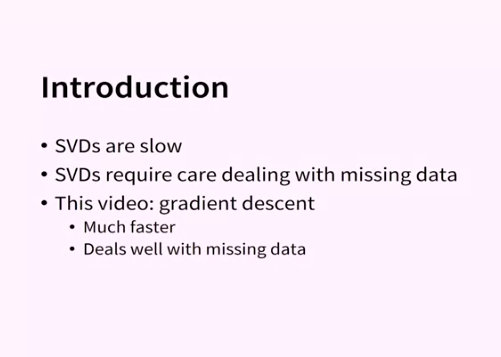 Introduction
• SVDs are slow
• SVDs require care dealing with missing data
• This video: gradient descent
• Much faster
• Deals well with missing data